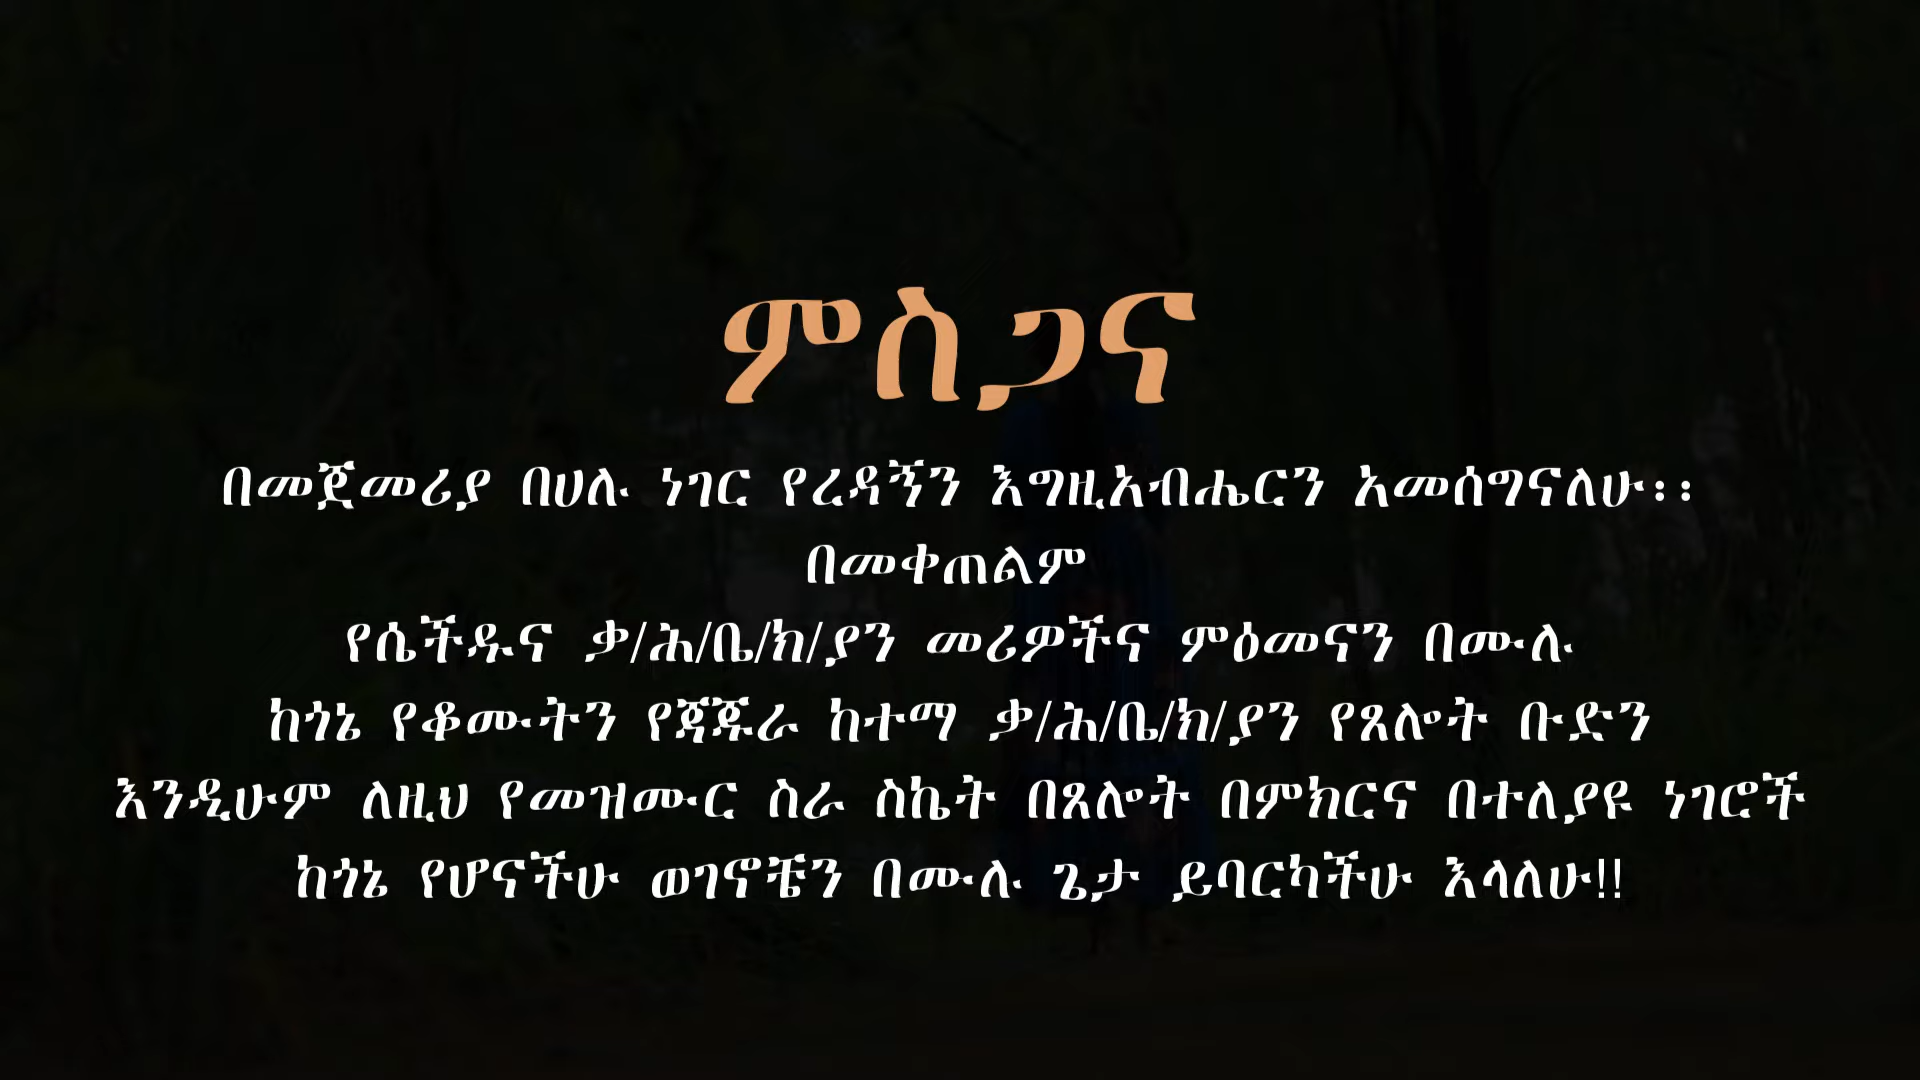 ምስጋና
በመጀመሪያ በሀሉ ነገር የረዳኝን እግዚአብሔርን አመሰግናለሁ፡፡
በመቀጠልም
የሴችዱና ቃ/ሕ/ቤ/ክ/ያን መሪዎችና ምዕመናን በሙሉ
ከጎኔ የቆሙትን የጃጁራ ከተማ ቃ/ሕ/ቤ/ክ/ያን የጸሎት ቡድን
እንዲሁም ለዚህ የመዝሙር ስራ ስኬት በጸሎት በምክርና በተለያዩ ነገሮች
ከጎኔ የሆናችሁ ወገኖቼን በሙሉ ጌታ ይባርካችሁ እላለሁ!!